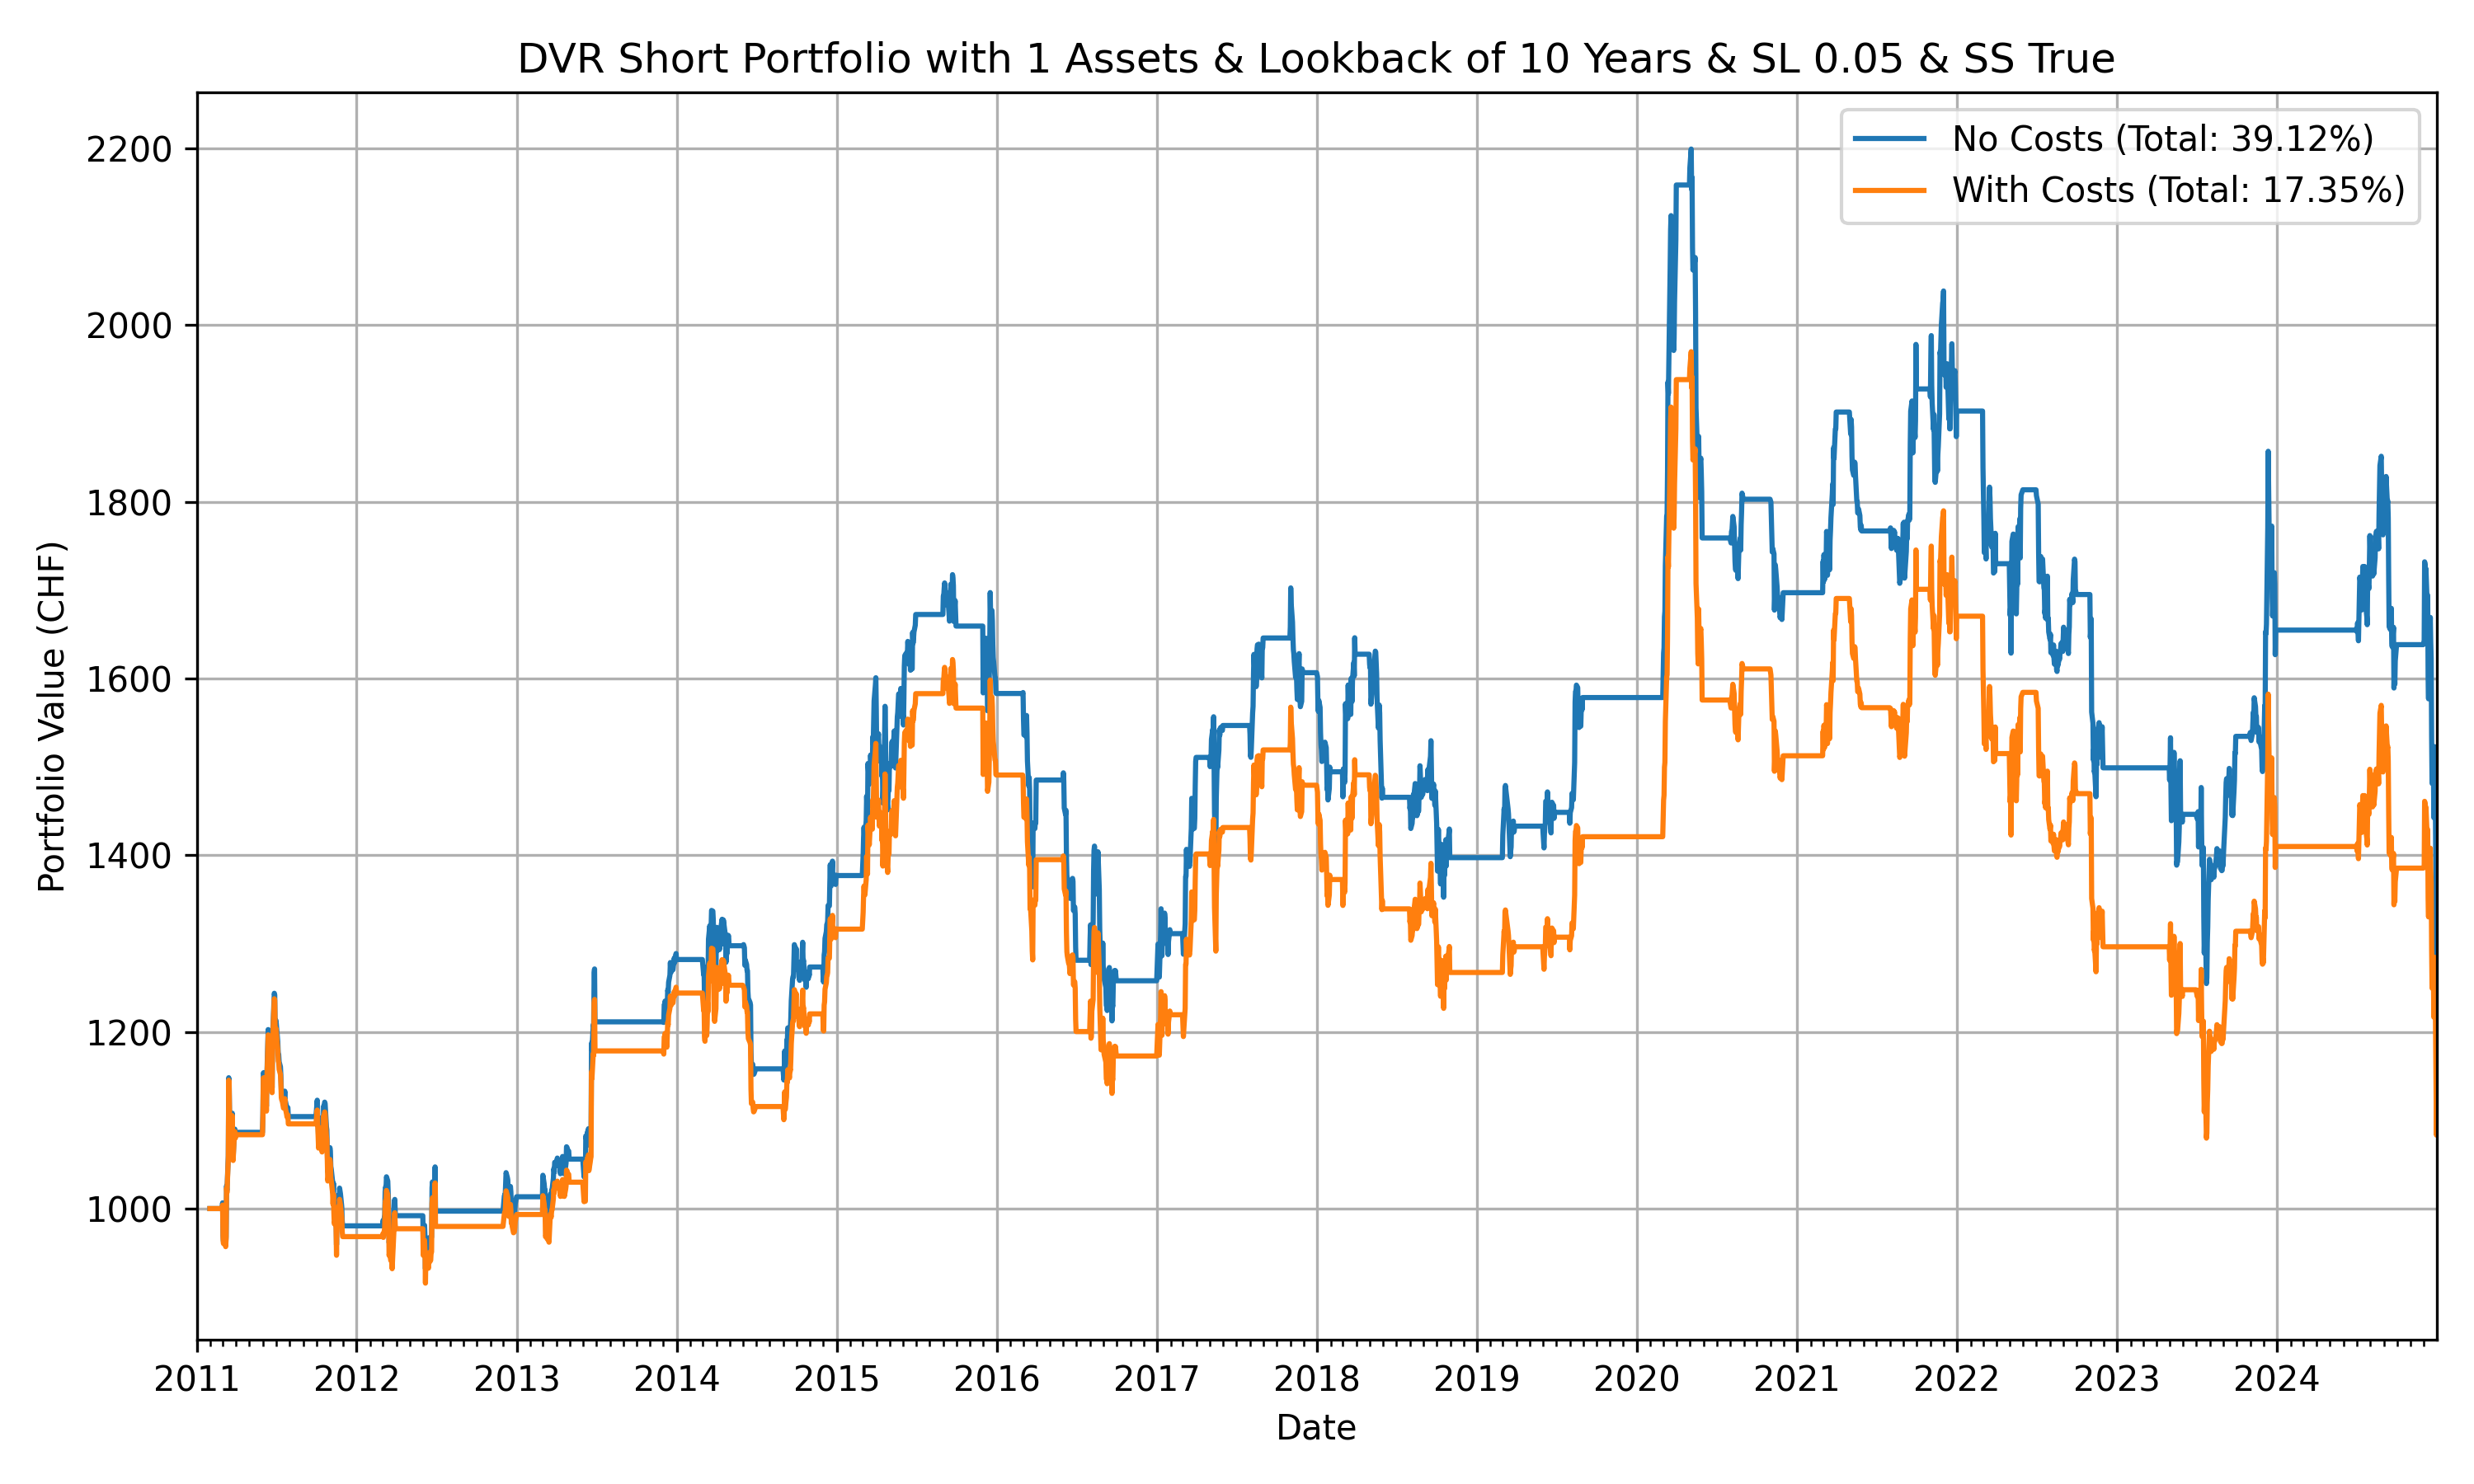 DVR Short Portfolio with 1 Assets & Lookback of 10 Years & SL 0.05 & SS True
No Costs (Total: 39.12%)
With Costs (Total: 17.35%)
Portfolio Value (CHF)
2200
2000
1800
1600
1400
1200
1000
2011 2012 2013 2014 2015 2016 2017 2018 2019 2020 2021 2022 2023 2024
Date